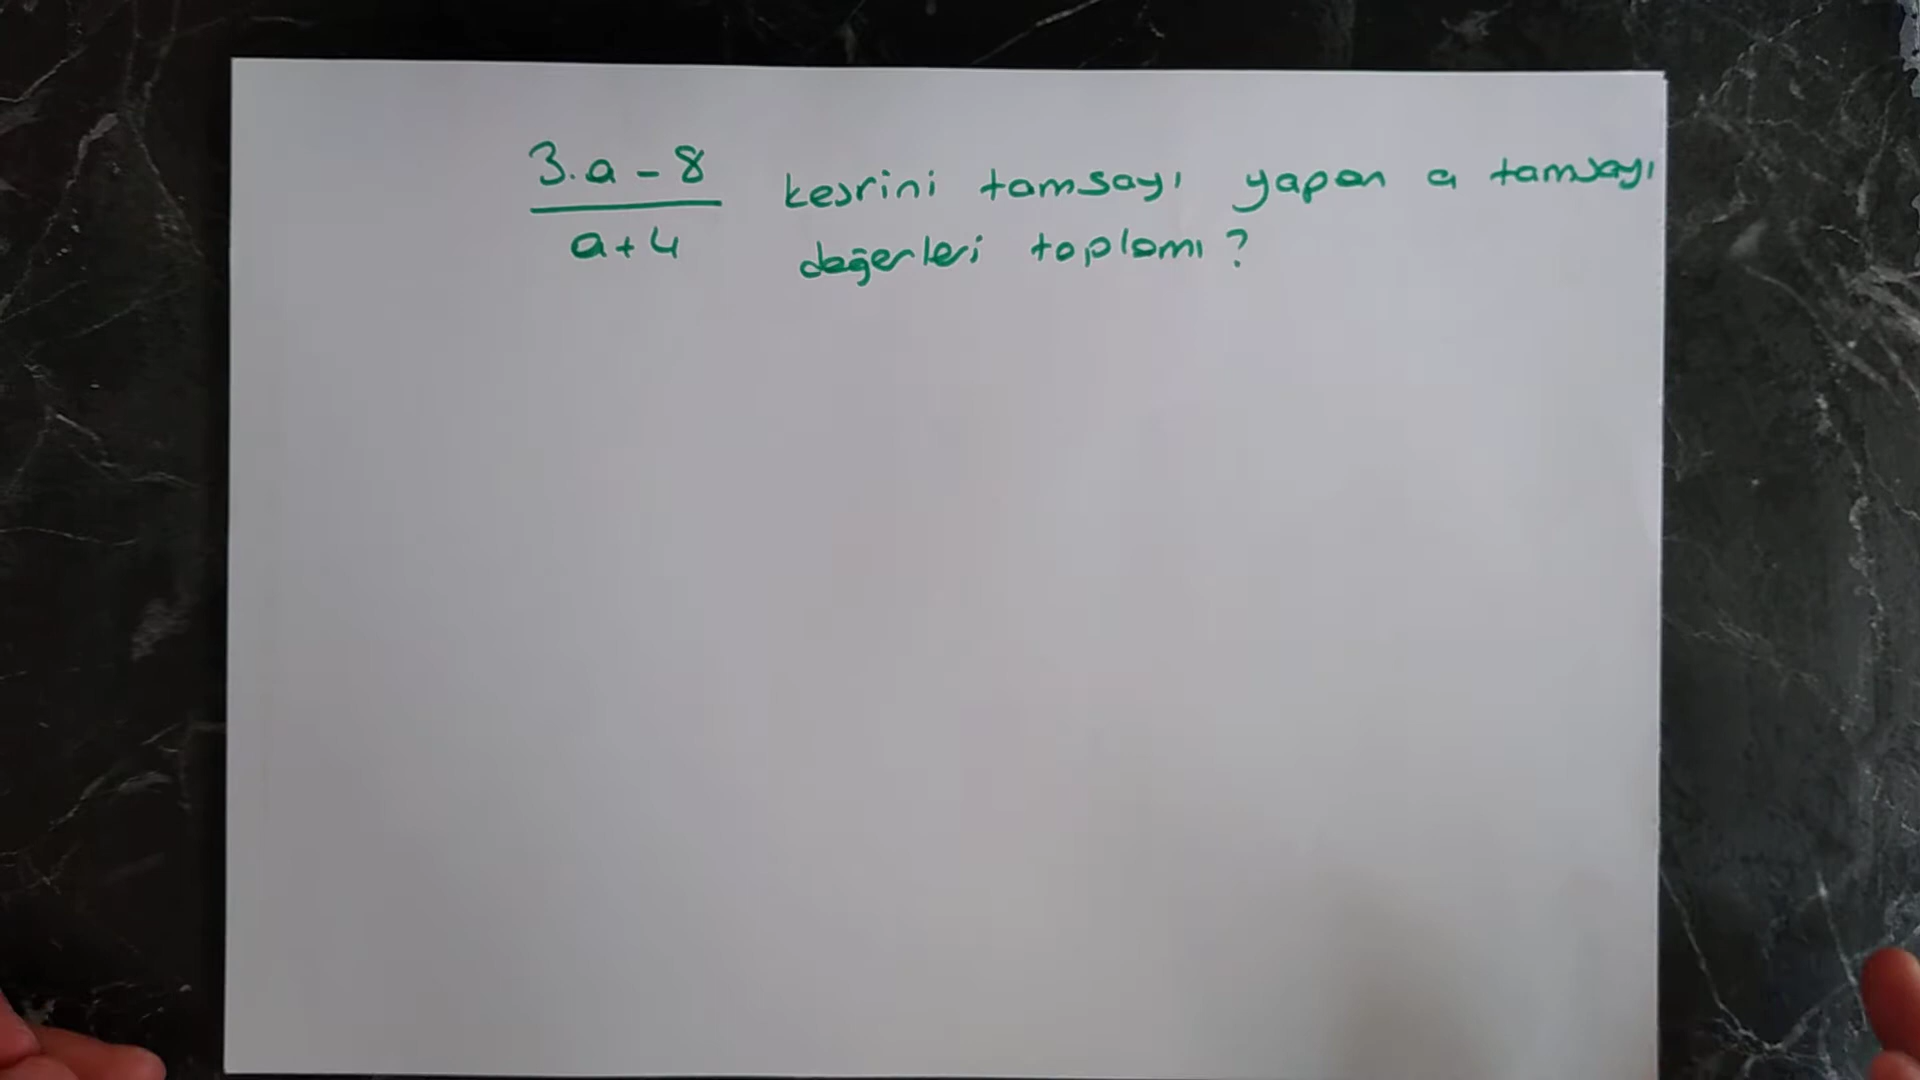 3.a - 8
a + 4
kesrini tamsayı yapan a tamsayı
değerleri toplamı ?